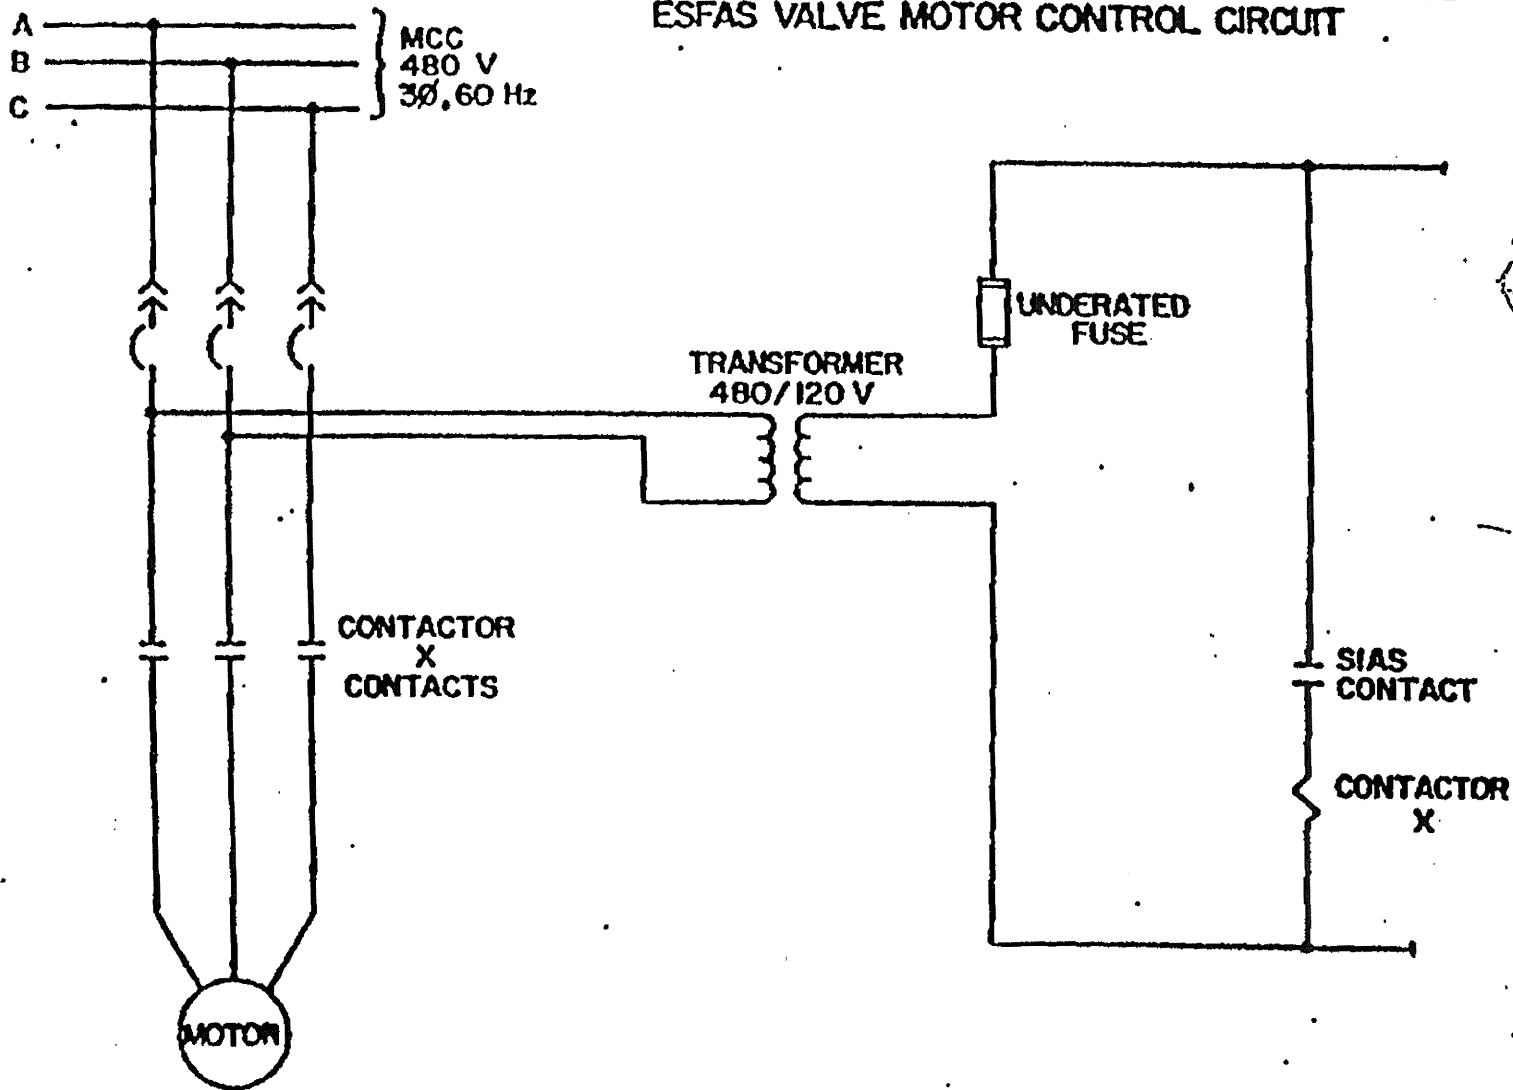 ESFAS VALVE MOTOR CONTROL CIRCUIT
A
B
C
MCC
480 V
3Ø, 60 Hz
UNDERATED
FUSE
TRANSFORMER
480/120 V
CONTACTOR
X
CONTACTS
SIAS
CONTACT
CONTACTOR
X
MOTOR